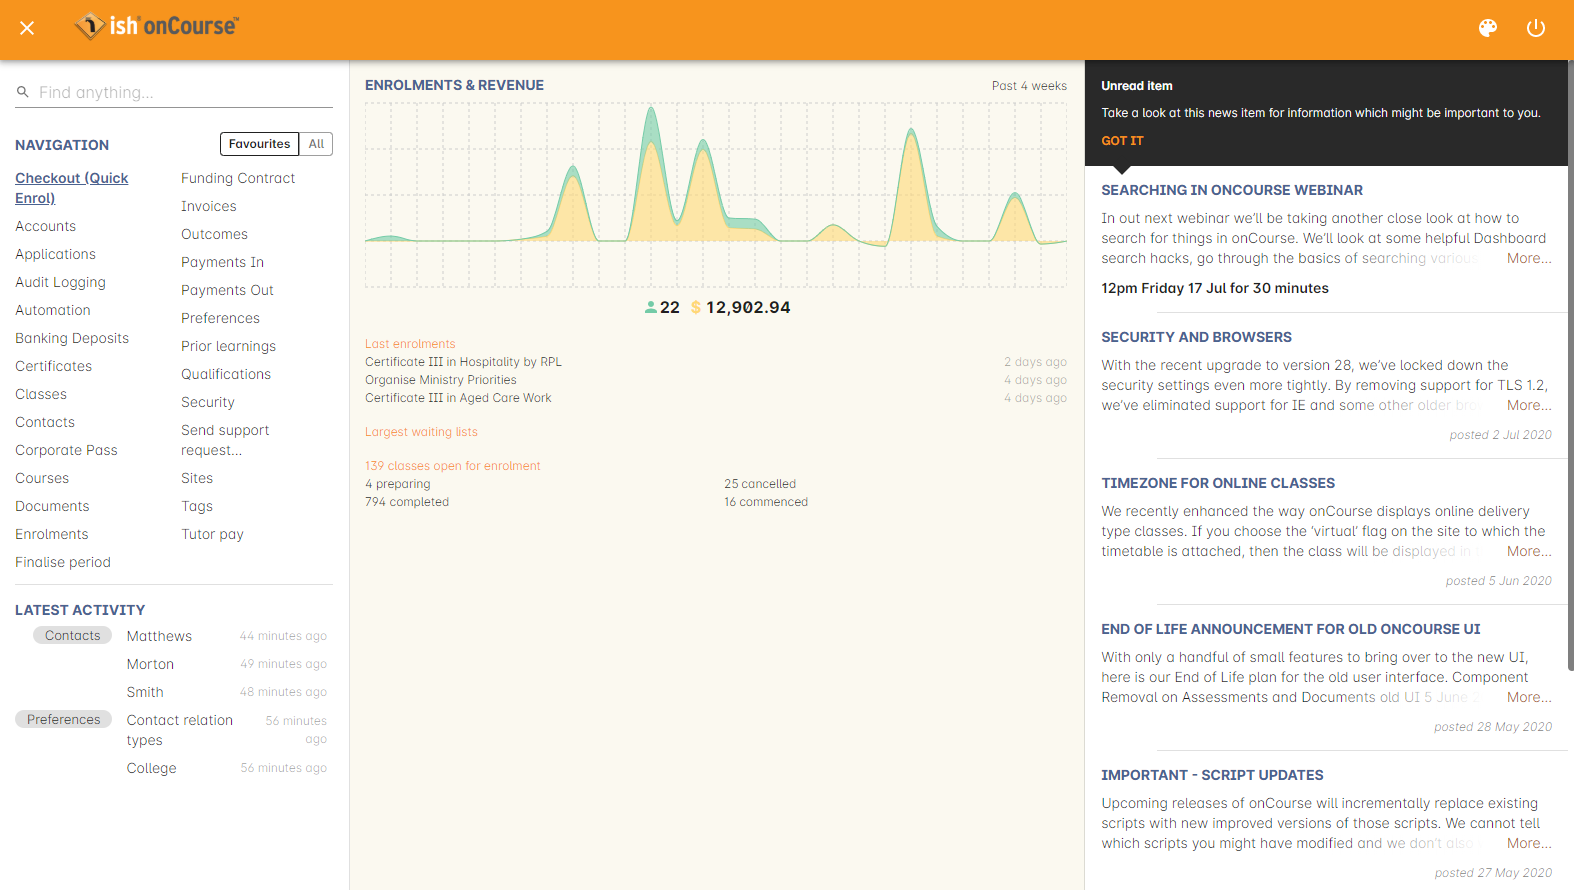 ish onCourse™
Find anything...
NAVIGATION
Favourites
All
Checkout (Quick
Enrol)
Accounts
Applications
Audit Logging
Automation
Banking Deposits
Certificates
Classes
Contacts
Corporate Pass
Courses
Documents
Enrolments
Finalise period
Funding Contract
Invoices
Outcomes
Payments In
Payments Out
Preferences
Prior learnings
Qualifications
Security
Send support
request...
Sites
Tags
Tutor pay
LATEST ACTIVITY
Contacts Matthews 44 minutes ago
Morton 49 minutes ago
Smith 48 minutes ago
Preferences Contact relation 56 minutes
types ago
College 56 minutes ago
ENROLMENTS & REVENUE
Past 4 weeks
22 $ 12,902.94
Last enrolments
Certificate III in Hospitality by RPL 2 days ago
Organise Ministry Priorities 4 days ago
Certificate III in Aged Care Work 4 days ago
Largest waiting lists
139 classes open for enrolment
4 preparing 25 cancelled
794 completed 16 commenced
Unread item
Take a look at this news item for information which might be important to you.
GOT IT
SEARCHING IN ONCOURSE WEBINAR
In out next webinar we'll be taking another close look at how to
search for things in onCourse. We'll look at some helpful Dashboard
search hacks, go through the basics of searching various More...
12pm Friday 17 Jul for 30 minutes
SECURITY AND BROWSERS
With the recent upgrade to version 28, we've locked down the
security settings even more tightly. By removing support for TLS 1.2,
we've eliminated support for IE and some other older More...
posted 2 Jul 2020
TIMEZONE FOR ONLINE CLASSES
We recently enhanced the way onCourse displays online delivery
type classes. If you choose the 'virtual' flag on the site to which the
timetable is attached, then the class will be displayed in More...
posted 5 Jun 2020
END OF LIFE ANNOUNCEMENT FOR OLD ONCOURSE UI
With only a handful of small features to bring over to the new UI,
here is our End of Life plan for the old user interface. Component
Removal on Assessments and Documents old UI 5 June More...
posted 28 May 2020
IMPORTANT - SCRIPT UPDATES
Upcoming releases of onCourse will incrementally replace existing
scripts with new improved versions of those scripts. We cannot tell
which scripts you might have modified and we don't also More...
posted 27 May 2020